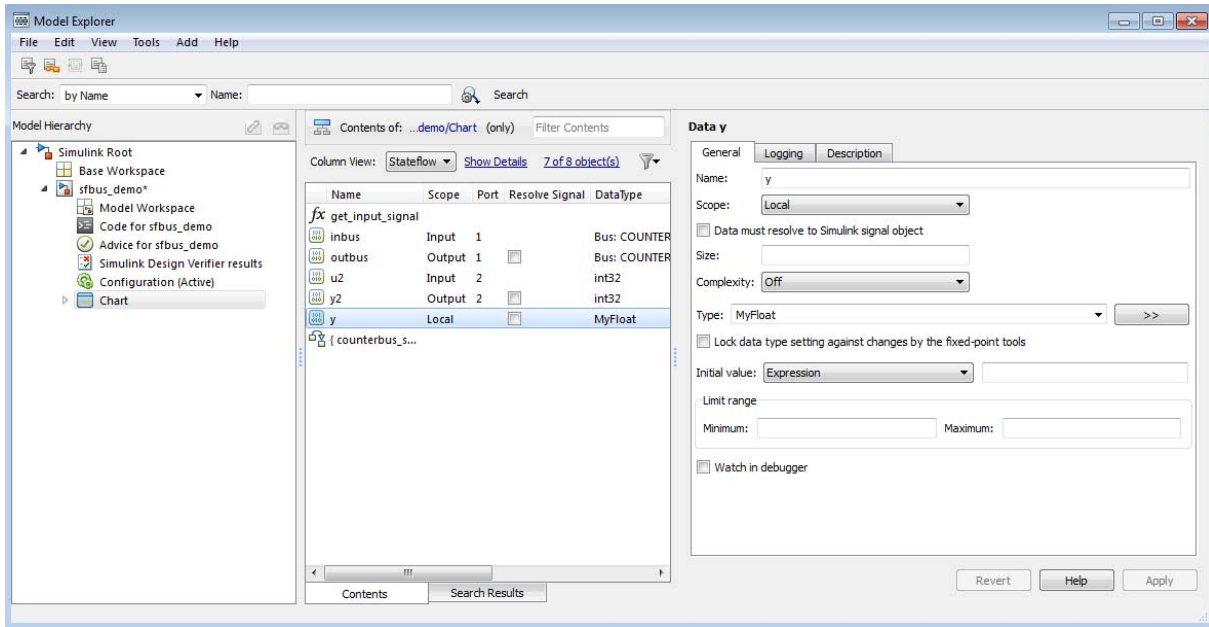 Model Explorer
File Edit View Tools Add Help
Search: by Name Name: Search
Model Hierarchy
Simulink Root
Base Workspace
sfbus_demo*
Model Workspace
Code for sfbus_demo
Advice for sfbus_demo
Simulink Design Verifier results
Configuration (Active)
Chart
Contents of: ...demo/Chart (only) Filter Contents
Column View: Stateflow Show Details 7 of 8 object(s)
Name Scope Port Resolve Signal DataType
fx get_input_signal
inbus Input 1 Bus: COUNTER
outbus Output 1 Bus: COUNTER
u2 Input 2 int32
y2 Output 2 int32
y Local MyFloat
{ counterbus_s...
Contents Search Results
Data y
General Logging Description
Name: y
Scope: Local
Data must resolve to Simulink signal object
Size:
Complexity: Off
Type: MyFloat >>
Lock data type setting against changes by the fixed-point tools
Initial value: Expression
Limit range
Minimum: Maximum:
Watch in debugger
Revert Help Apply